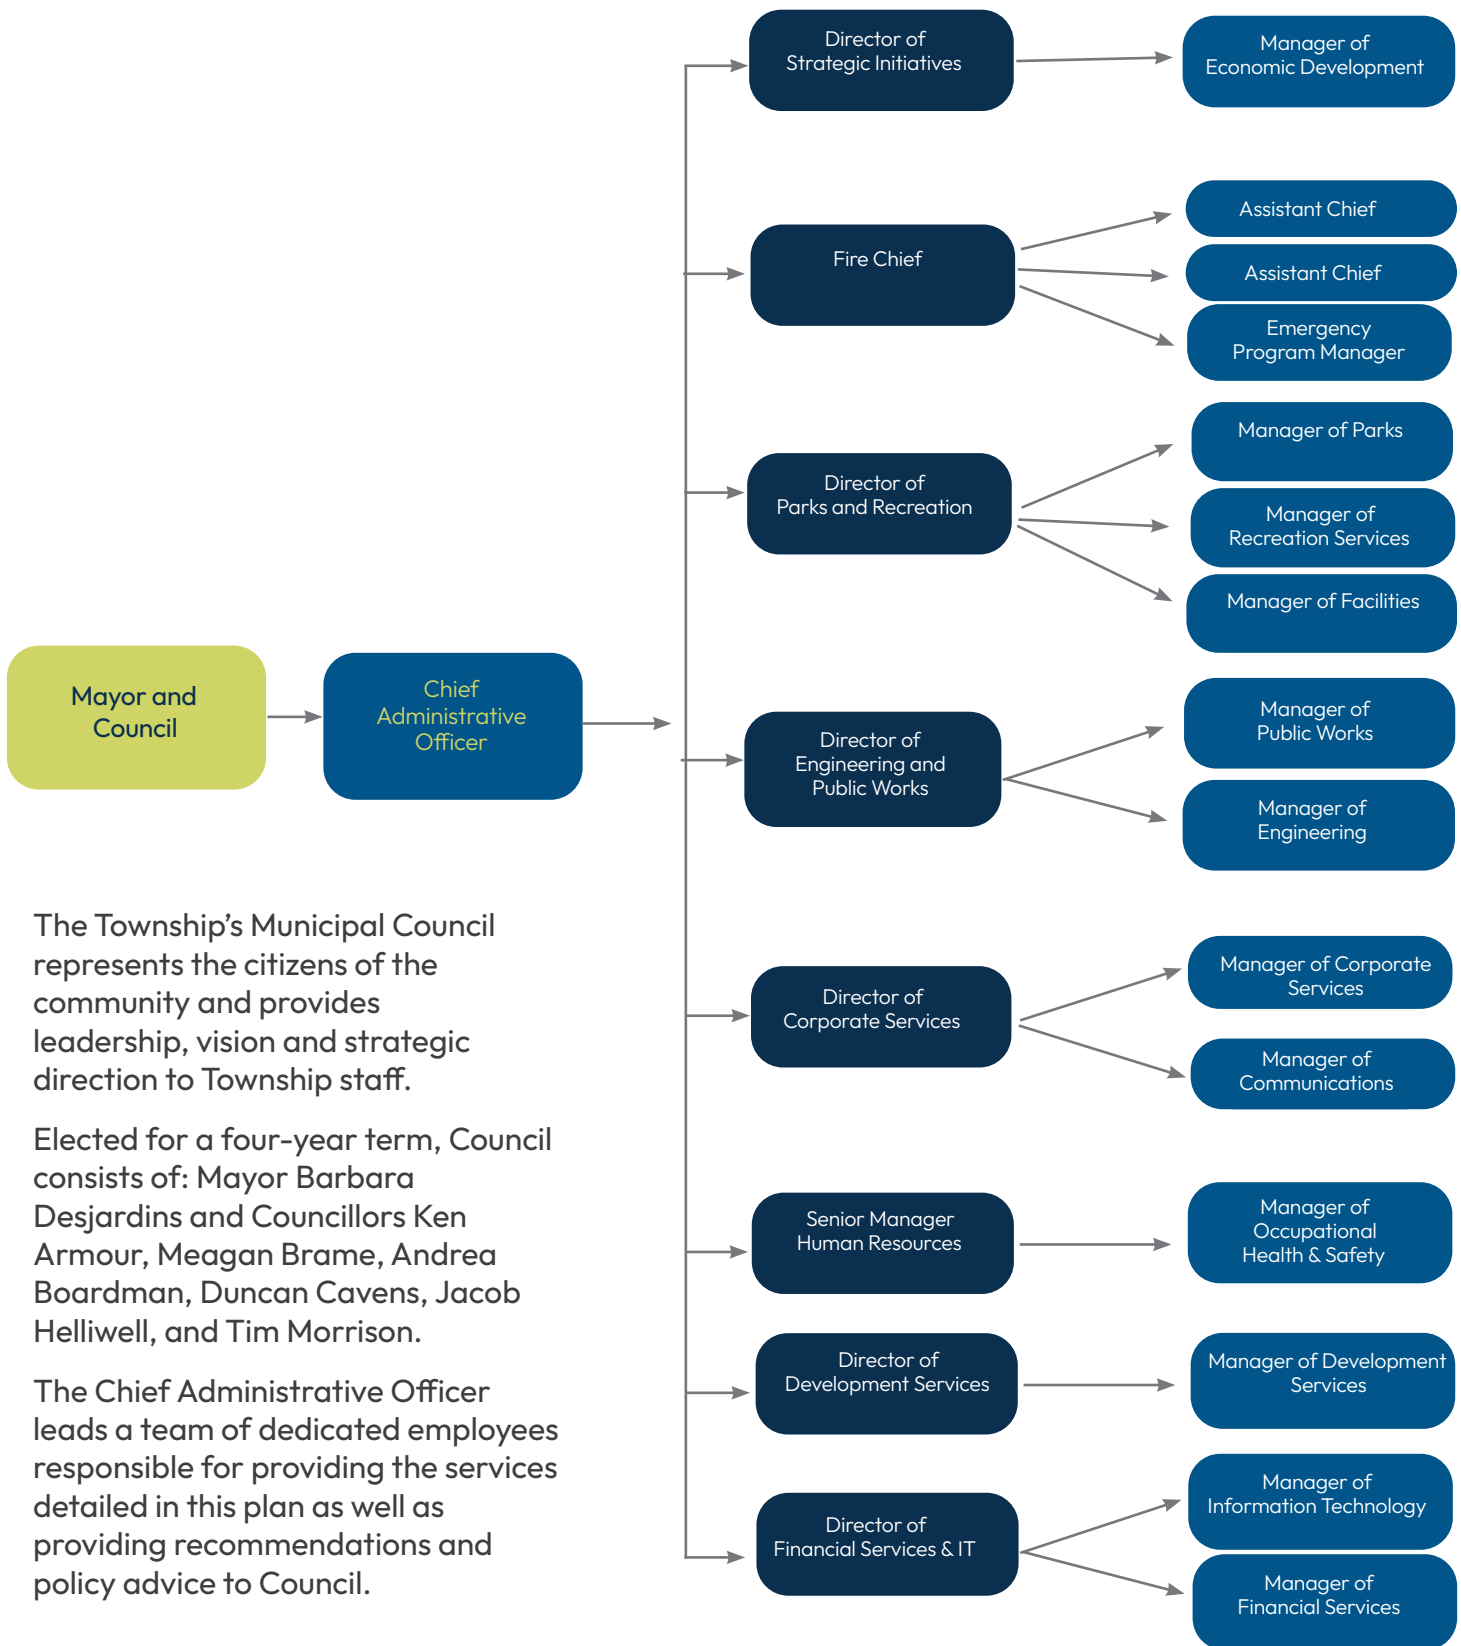 Mayor and
Council
Chief
Administrative
Officer
Director of
Strategic Initiatives
Manager of
Economic Development
Fire Chief
Assistant Chief
Assistant Chief
Emergency
Program Manager
Director of
Parks and Recreation
Manager of Parks
Manager of
Recreation Services
Manager of Facilities
Director of
Engineering and
Public Works
Manager of
Public Works
Manager of
Engineering
Director of
Corporate Services
Manager of Corporate
Services
Manager of
Communications
Senior Manager
Human Resources
Manager of
Occupational
Health & Safety
Director of
Development Services
Manager of Development
Services
Director of
Financial Services & IT
Manager of
Information Technology
Manager of
Financial Services
The Township’s Municipal Council
represents the citizens of the
community and provides
leadership, vision and strategic
direction to Township staff.
Elected for a four-year term, Council
consists of: Mayor Barbara
Desjardins and Councillors Ken
Armour, Meagan Brame, Andrea
Boardman, Duncan Cavens, Jacob
Helliwell, and Tim Morrison.
The Chief Administrative Officer
leads a team of dedicated employees
responsible for providing the services
detailed in this plan as well as
providing recommendations and
policy advice to Council.